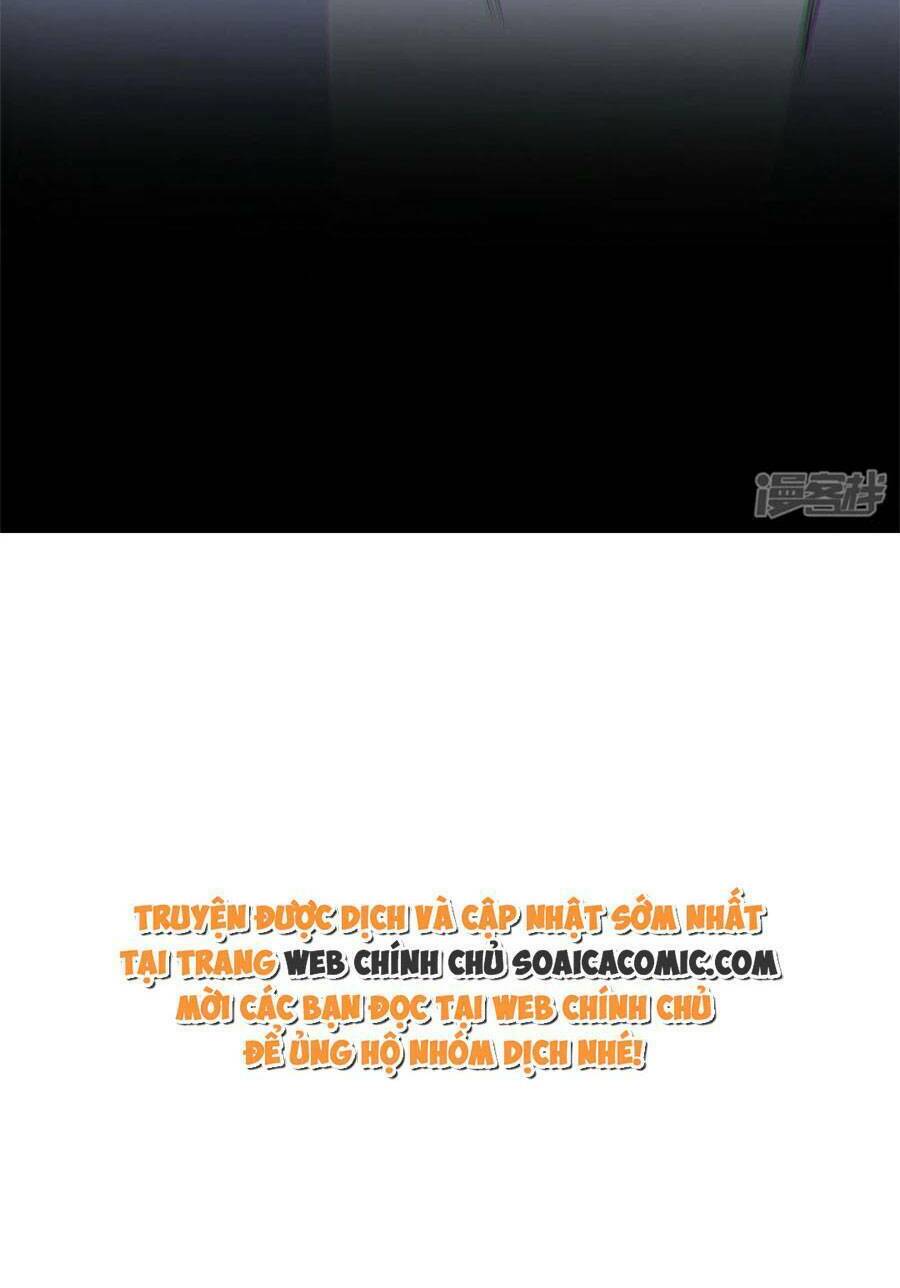 漫客栈
TRUYỆN ĐƯỢC DỊCH VÀ CẬP NHẬT SỚM NHẤT
TẠI TRANG WEB CHÍNH CHỦ SOAICACOMIC.COM
MỜI CÁC BẠN ĐỌC TẠI WEB CHÍNH CHỦ
ĐỂ ỦNG HỘ NHÓM DỊCH NHÉ!